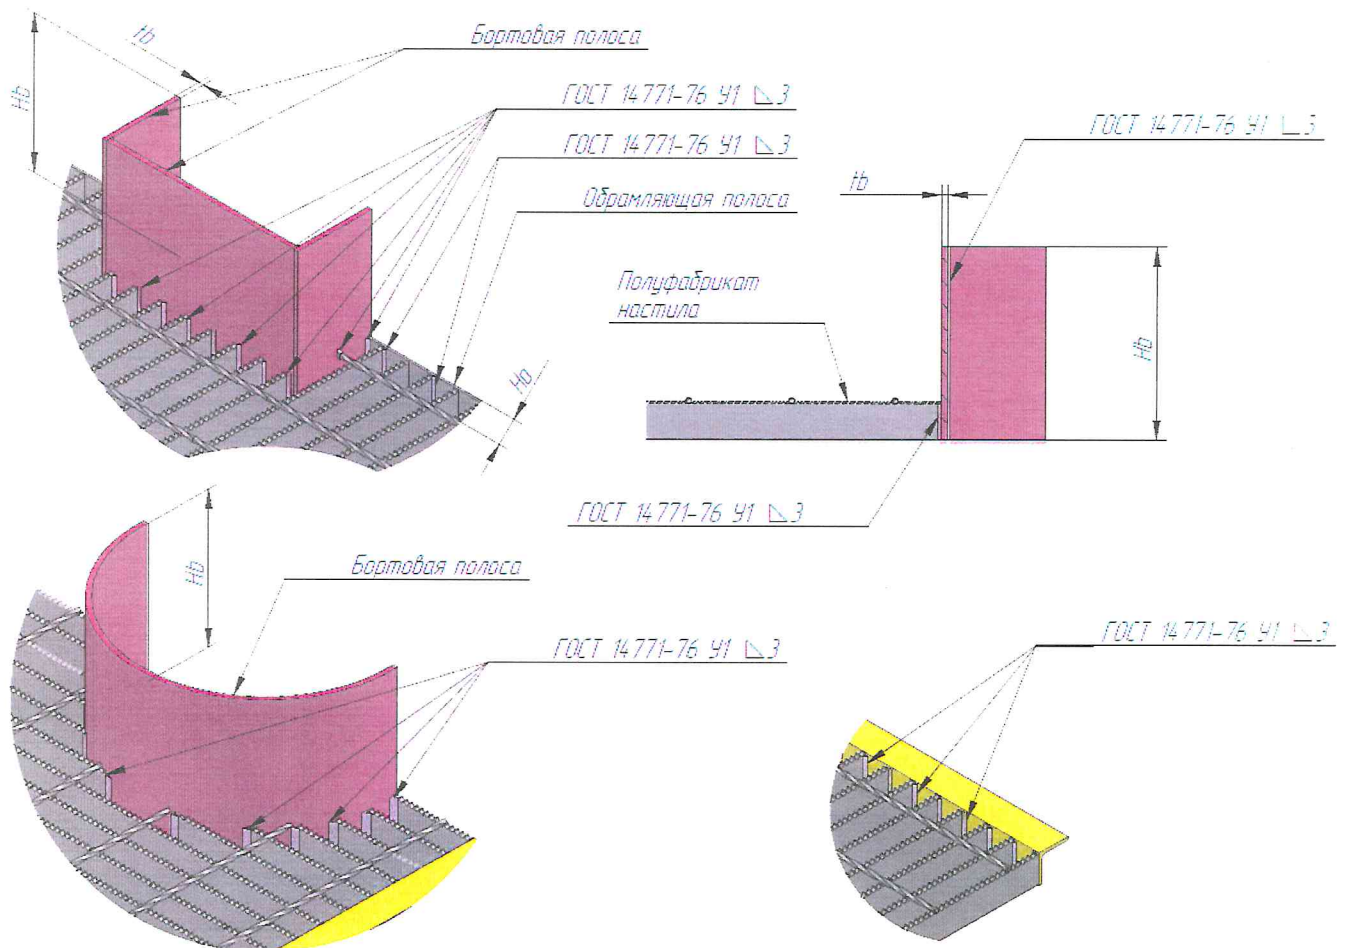 tb
Hb
Бортовая полоса
ГОСТ 14771-76 У1 ◺3
ГОСТ 14771-76 У1 ◺3
Обрамляющая полоса
Но
ГОСТ 14771-76 У1 ◺3
tb
Полуфабрикат
настила
Hb
ГОСТ 14771-76 У1 ◺3
Hb
Бортовая полоса
ГОСТ 14771-76 У1 ◺3
ГОСТ 14771-76 У1 ◺3